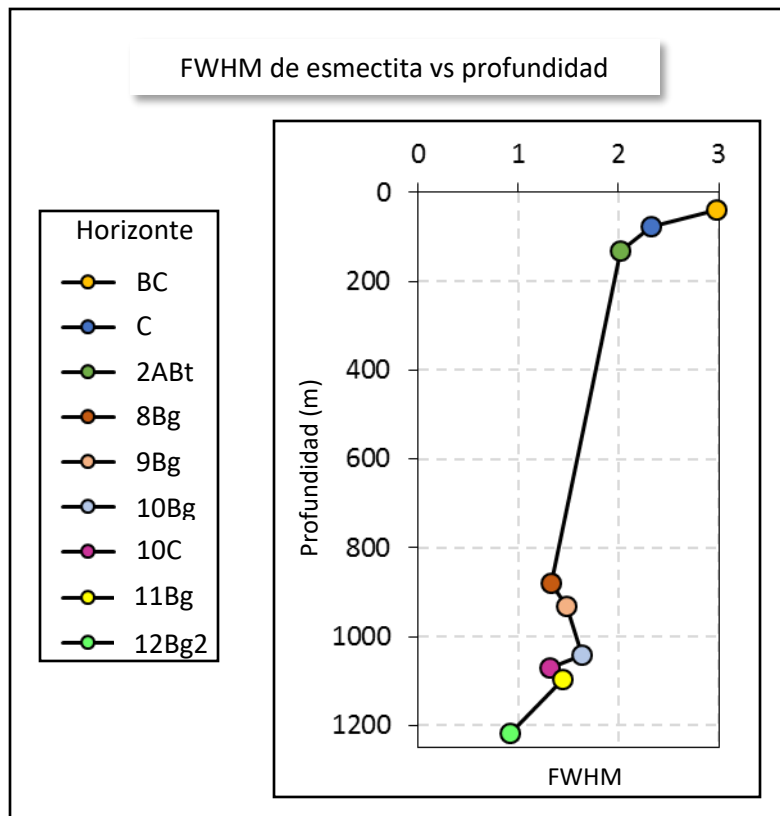 FWHM de esmectita vs profundidad
0 1 2 3
0
200
400
600
800
1000
1200
Profundidad (m)
FWHM
Horizonte
BC
C
2ABt
8Bg
9Bg
10Bg
10C
11Bg
12Bg2